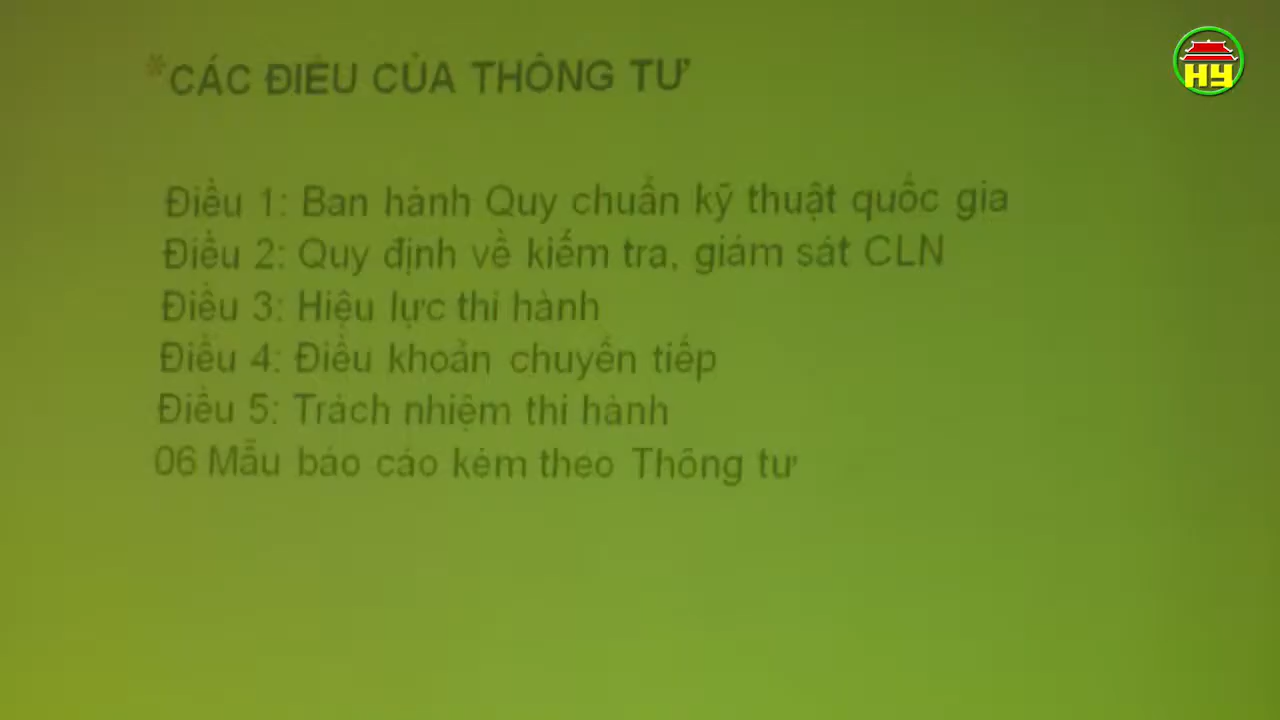 *CÁC ĐIỀU CỦA THÔNG TƯ
Điều 1: Ban hành Quy chuẩn kỹ thuật quốc gia
Điều 2: Quy định về kiểm tra, giám sát CLN
Điều 3: Hiệu lực thi hành
Điều 4: Điều khoản chuyển tiếp
Điều 5: Trách nhiệm thi hành
06 Mẫu báo cáo kèm theo Thông tư
HY